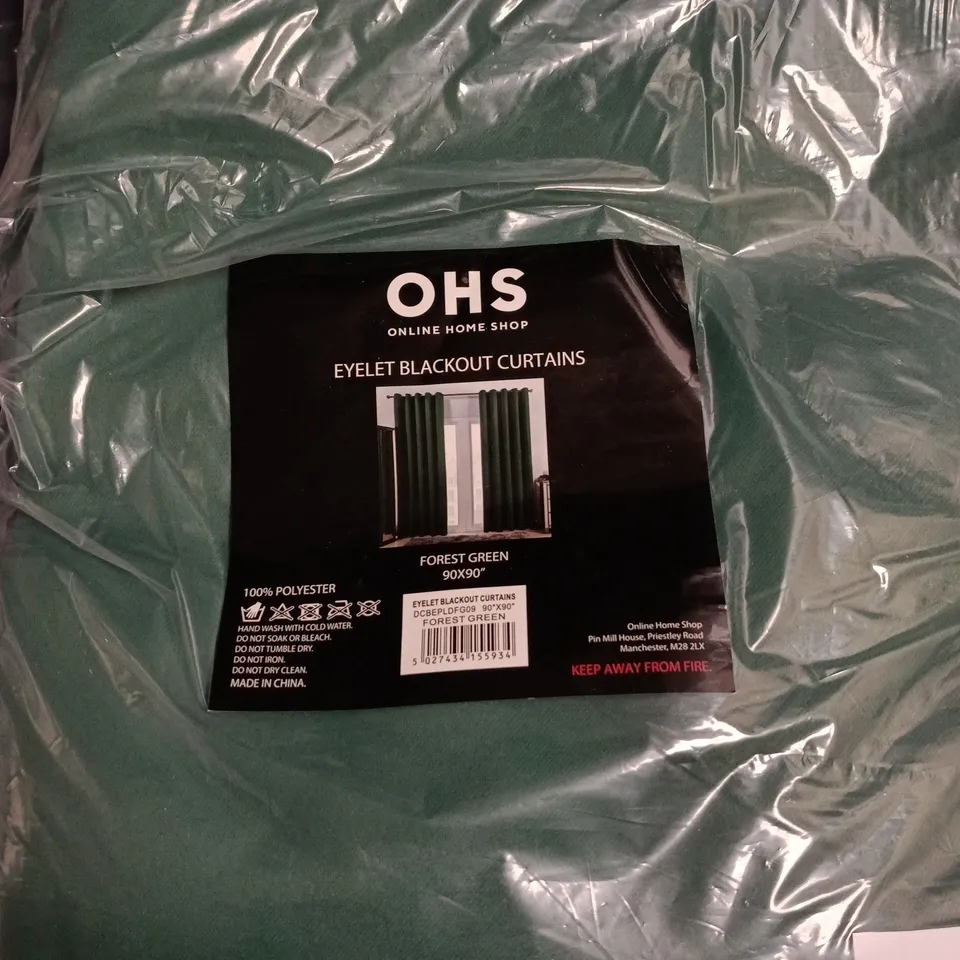 OHS
ONLINE HOME SHOP
EYELET BLACKOUT CURTAINS
FOREST GREEN
90X90"
100% POLYESTER
HAND WASH WITH COLD WATER.
DO NOT SOAK OR BLEACH.
DO NOT TUMBLE DRY.
DO NOT IRON.
DO NOT DRY CLEAN.
MADE IN CHINA.
EYELET BLACKOUT CURTAINS
DCBEPLDFG09 90"X90"
FOREST GREEN
5 027434 155934
Online Home Shop
Pin Mill House, Priestley Road
Manchester, M28 2LX
KEEP AWAY FROM FIRE.